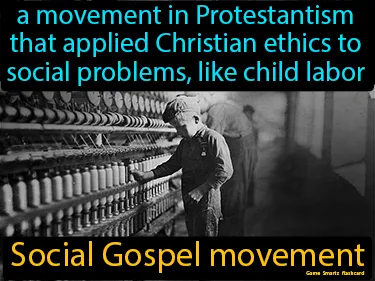 a movement in Protestantism
that applied Christian ethics to
social problems, like child labor
Social Gospel movement
Game Smartz flashcard